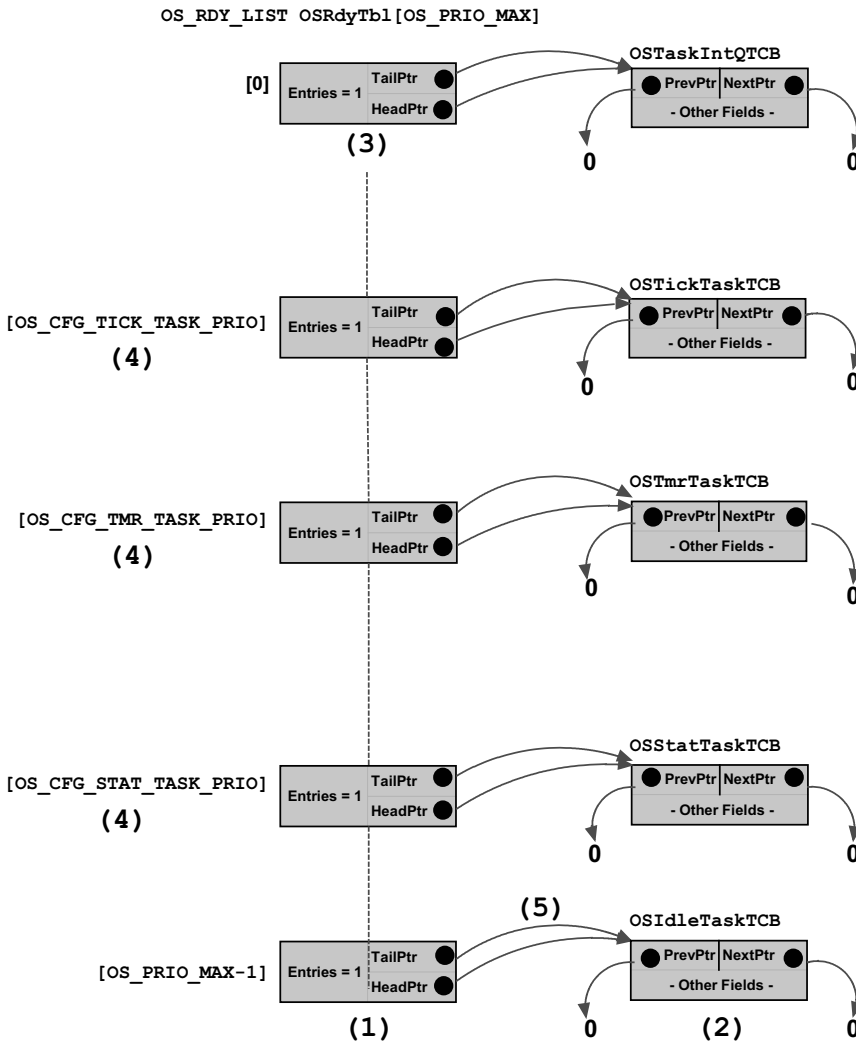 OS_RDY_LIST OSRdyTbl[OS_PRIO_MAX]
OSTaskIntQTCB
[0]
Entries = 1
TailPtr
HeadPtr
PrevPtr
NextPtr
- Other Fields -
(3)
0
0
OSTickTaskTCB
[OS_CFG_TICK_TASK_PRIO]
(4)
Entries = 1
TailPtr
HeadPtr
PrevPtr
NextPtr
- Other Fields -
0
0
OSTmrTaskTCB
[OS_CFG_TMR_TASK_PRIO]
(4)
Entries = 1
TailPtr
HeadPtr
PrevPtr
NextPtr
- Other Fields -
0
0
OSStatTaskTCB
[OS_CFG_STAT_TASK_PRIO]
(4)
Entries = 1
TailPtr
HeadPtr
PrevPtr
NextPtr
- Other Fields -
0
0
(5)
OSIdleTaskTCB
[OS_PRIO_MAX-1]
Entries = 1
TailPtr
HeadPtr
PrevPtr
NextPtr
- Other Fields -
(1)
0
(2)
0